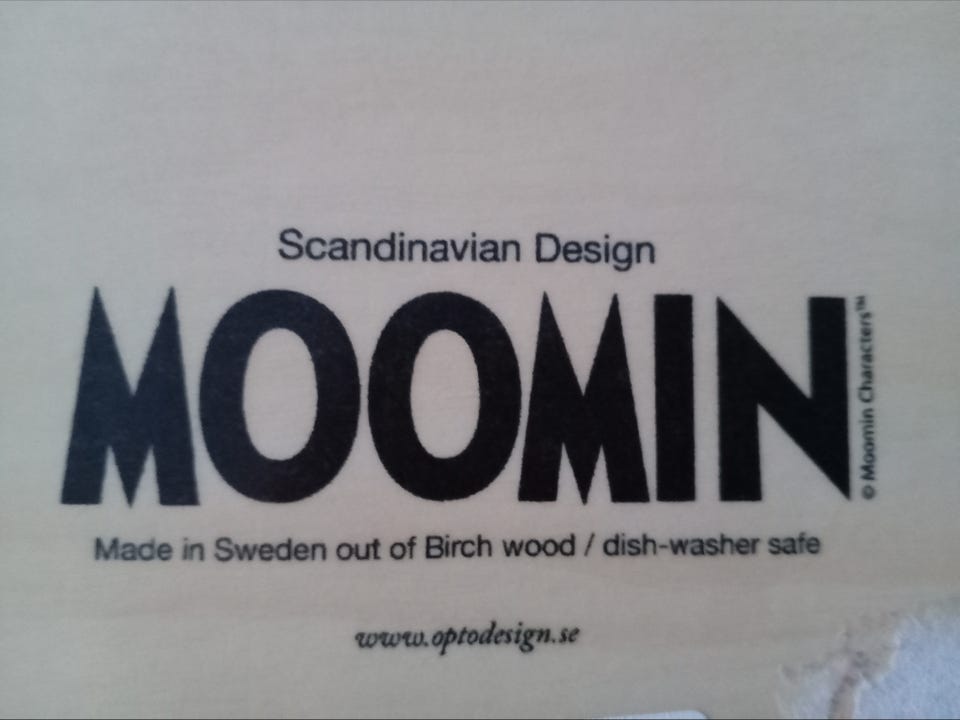 Scandinavian Design
MOOMIN
© Moomin Characters™
Made in Sweden out of Birch wood / dish-washer safe
www.optodesign.se